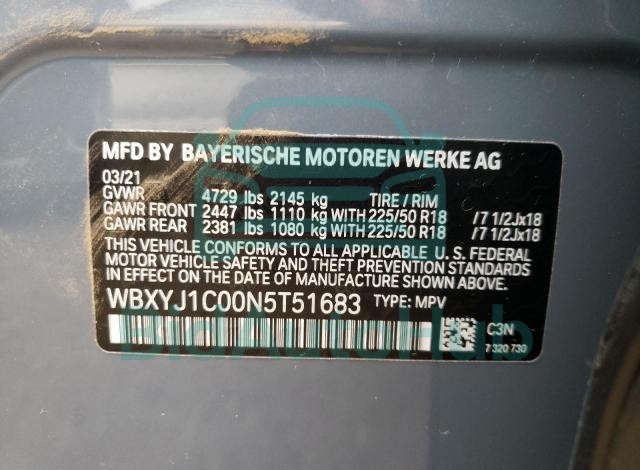 MFD BY BAYERISCHE MOTOREN WERKE AG
03/21
GVWR 4729 lbs 2145 kg TIRE / RIM
GAWR FRONT 2447 lbs 1110 kg WITH 225/50 R18 /7 1/2Jx18
GAWR REAR 2381 lbs 1080 kg WITH 225/50 R18 /7 1/2Jx18
THIS VEHICLE CONFORMS TO ALL APPLICABLE U. S. FEDERAL
MOTOR VEHICLE SAFETY AND THEFT PREVENTION STANDARDS
IN EFFECT ON THE DATE OF MANUFACTURE SHOWN ABOVE.
WBXYJ1C00N5T51683 TYPE: MPV
C3N
7 320 730
BidAutoHub